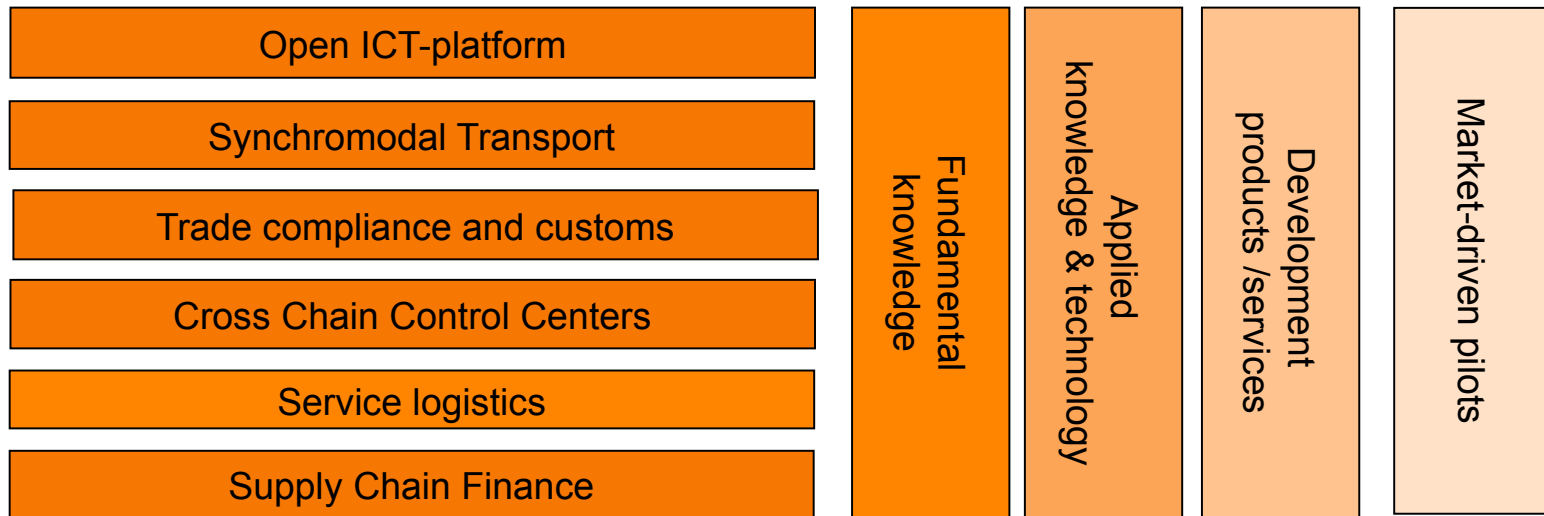 Open ICT-platform
Synchromodal Transport
Trade compliance and customs
Cross Chain Control Centers
Service logistics
Supply Chain Finance
Fundamental
knowledge
Applied
knowledge & technology
Development
products /services
Market-driven pilots